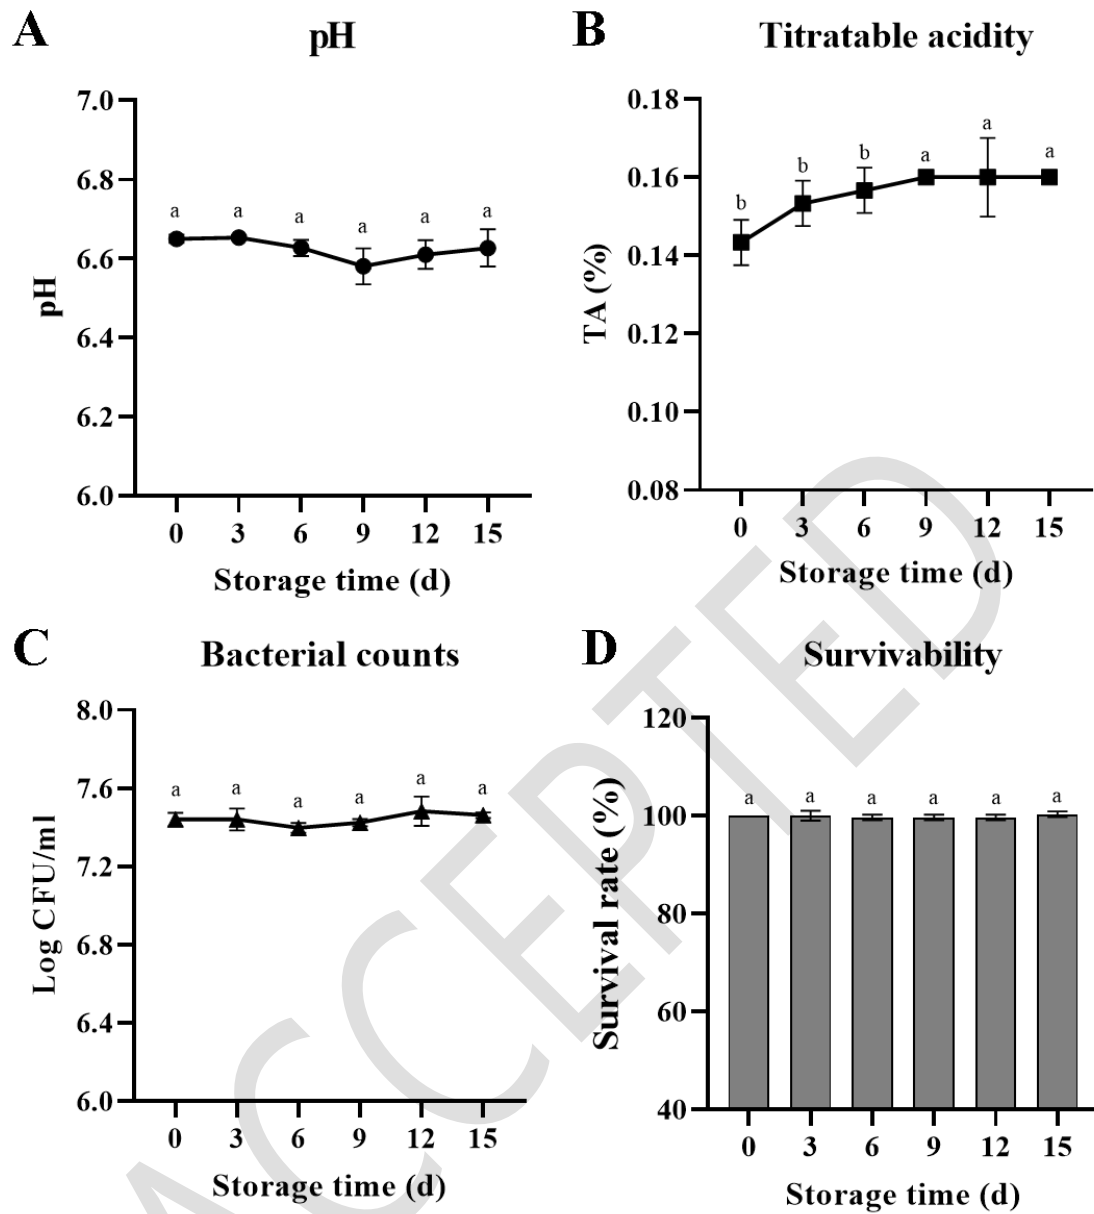 A
pH
a a a a a a
7.0
6.8
6.6
6.4
6.2
6.0
pH
0 3 6 9 12 15
Storage time (d)
B
Titratable acidity
b b b a a a
0.18
0.16
0.14
0.12
0.10
0.08
TA (%)
0 3 6 9 12 15
Storage time (d)
C
Bacterial counts
a a a a a a
8.0
7.6
7.2
6.8
6.4
6.0
Log CFU/ml
0 3 6 9 12 15
Storage time (d)
D
Survivability
a a a a a a
120
100
80
60
40
Survival rate (%)
0 3 6 9 12 15
Storage time (d)
ACCEPTED